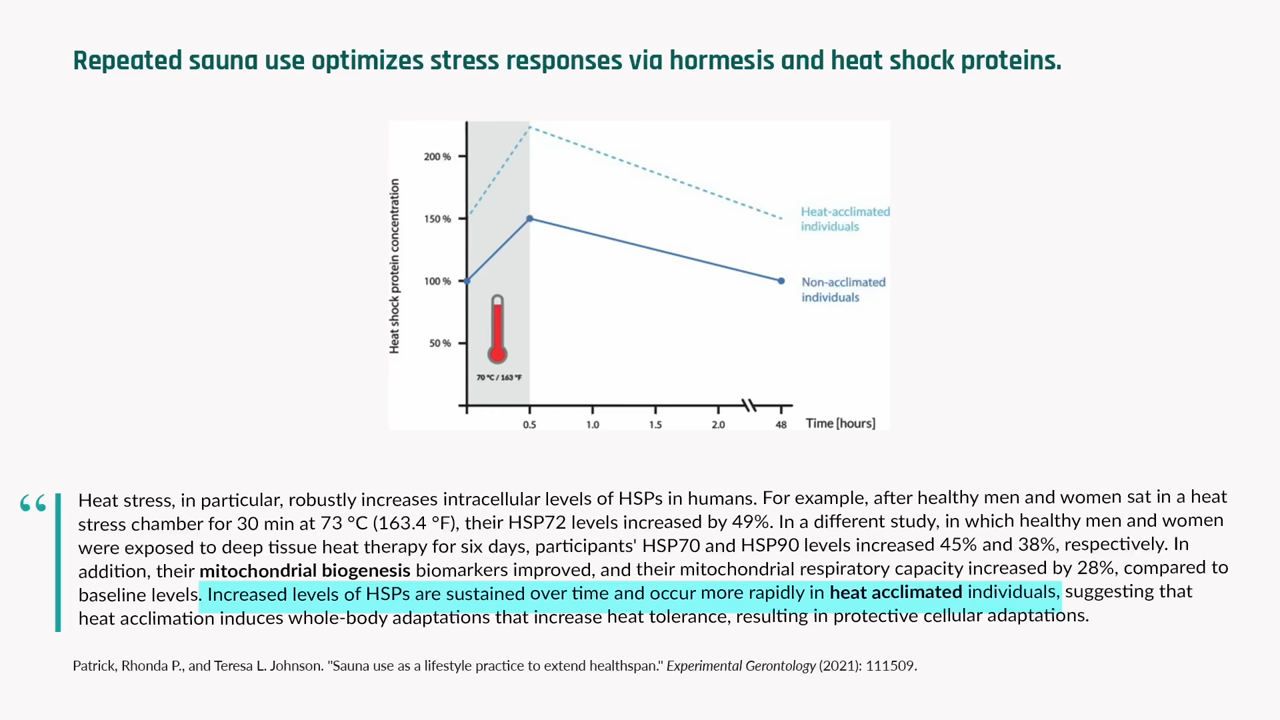 Repeated sauna use optimizes stress responses via hormesis and heat shock proteins.
Heat shock protein concentration
200 %
150 %
100 %
50 %
Heat-acclimated
individuals
Non-acclimated
individuals
70 °C / 163 °F
0.5
1.0
1.5
2.0
48
Time [hours]
“
Heat stress, in particular, robustly increases intracellular levels of HSPs in humans. For example, after healthy men and women sat in a heat
stress chamber for 30 min at 73 °C (163.4 °F), their HSP72 levels increased by 49%. In a different study, in which healthy men and women
were exposed to deep tissue heat therapy for six days, participants' HSP70 and HSP90 levels increased 45% and 38%, respectively. In
addition, their mitochondrial biogenesis biomarkers improved, and their mitochondrial respiratory capacity increased by 28%, compared to
baseline levels. Increased levels of HSPs are sustained over time and occur more rapidly in heat acclimated individuals, suggesting that
heat acclimation induces whole-body adaptations that increase heat tolerance, resulting in protective cellular adaptations.
Patrick, Rhonda P., and Teresa L. Johnson. "Sauna use as a lifestyle practice to extend healthspan." Experimental Gerontology (2021): 111509.